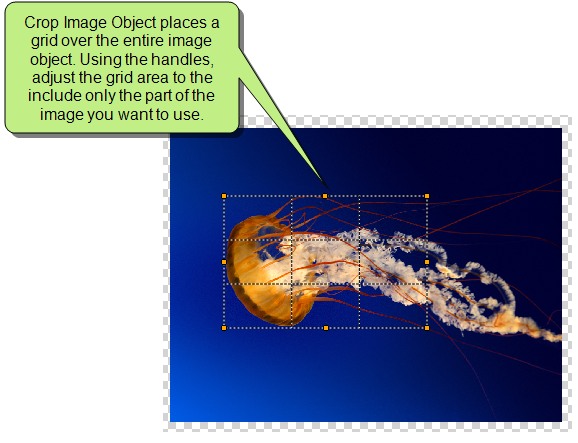 Crop Image Object places a
grid over the entire image
object. Using the handles,
adjust the grid area to the
include only the part of the
image you want to use.